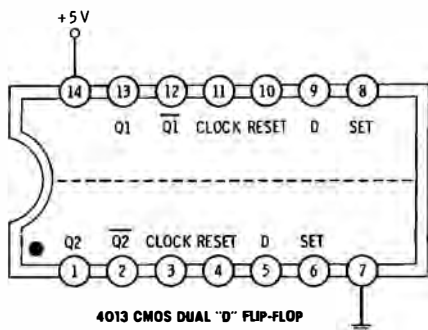 +5V
14 13 12 11 10 9 8
Q1 Q̅1̅ CLOCK RESET D SET
Q2 Q̅2̅ CLOCK RESET D SET
1 2 3 4 5 6 7
4013 CMOS DUAL "D" FLIP-FLOP